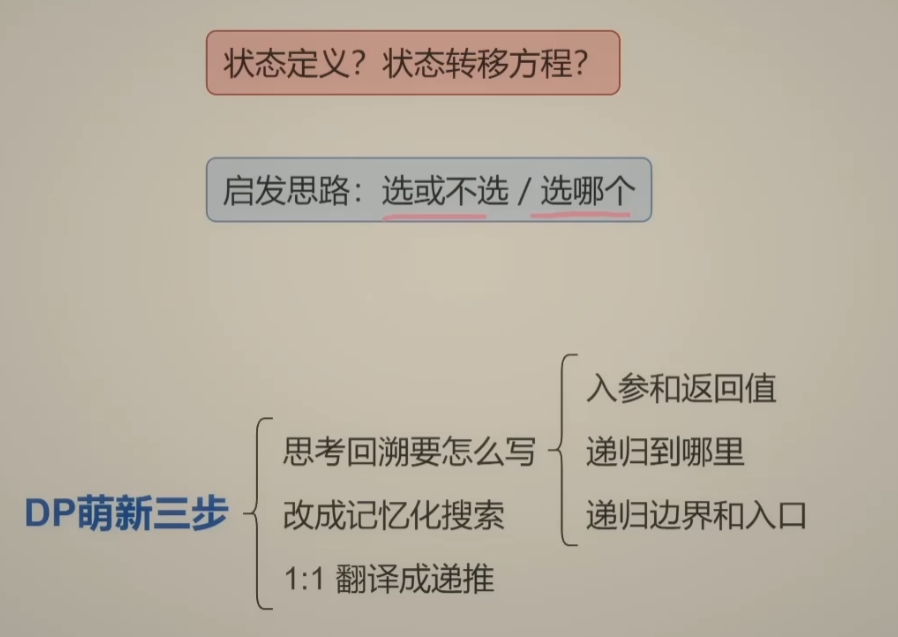 状态定义？状态转移方程？
启发思路：选或不选 / 选哪个
DP萌新三步
思考回溯要怎么写
改成记忆化搜索
1:1 翻译成递推
入参和返回值
递归到哪里
递归边界和入口